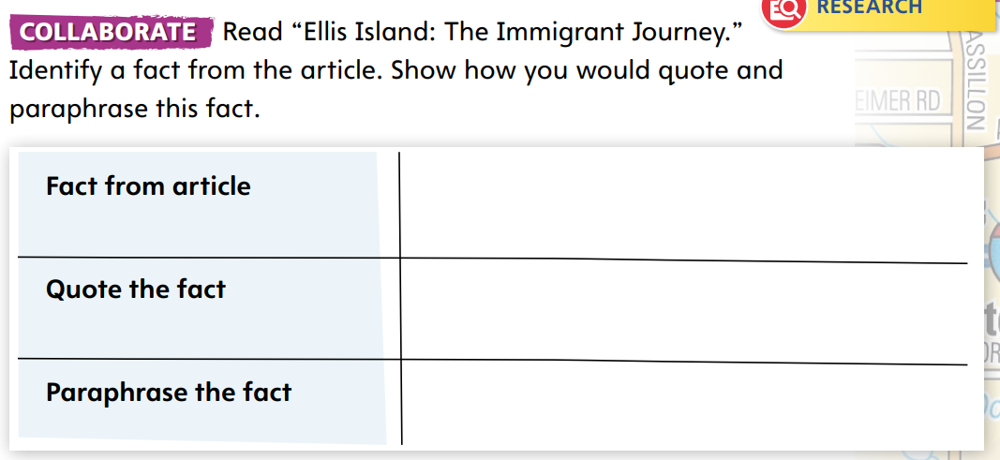 EQ RESEARCH
COLLABORATE Read “Ellis Island: The Immigrant Journey.”
Identify a fact from the article. Show how you would quote and
paraphrase this fact.
EIMER RD
ASSILLON
Fact from article
Quote the fact
Paraphrase the fact